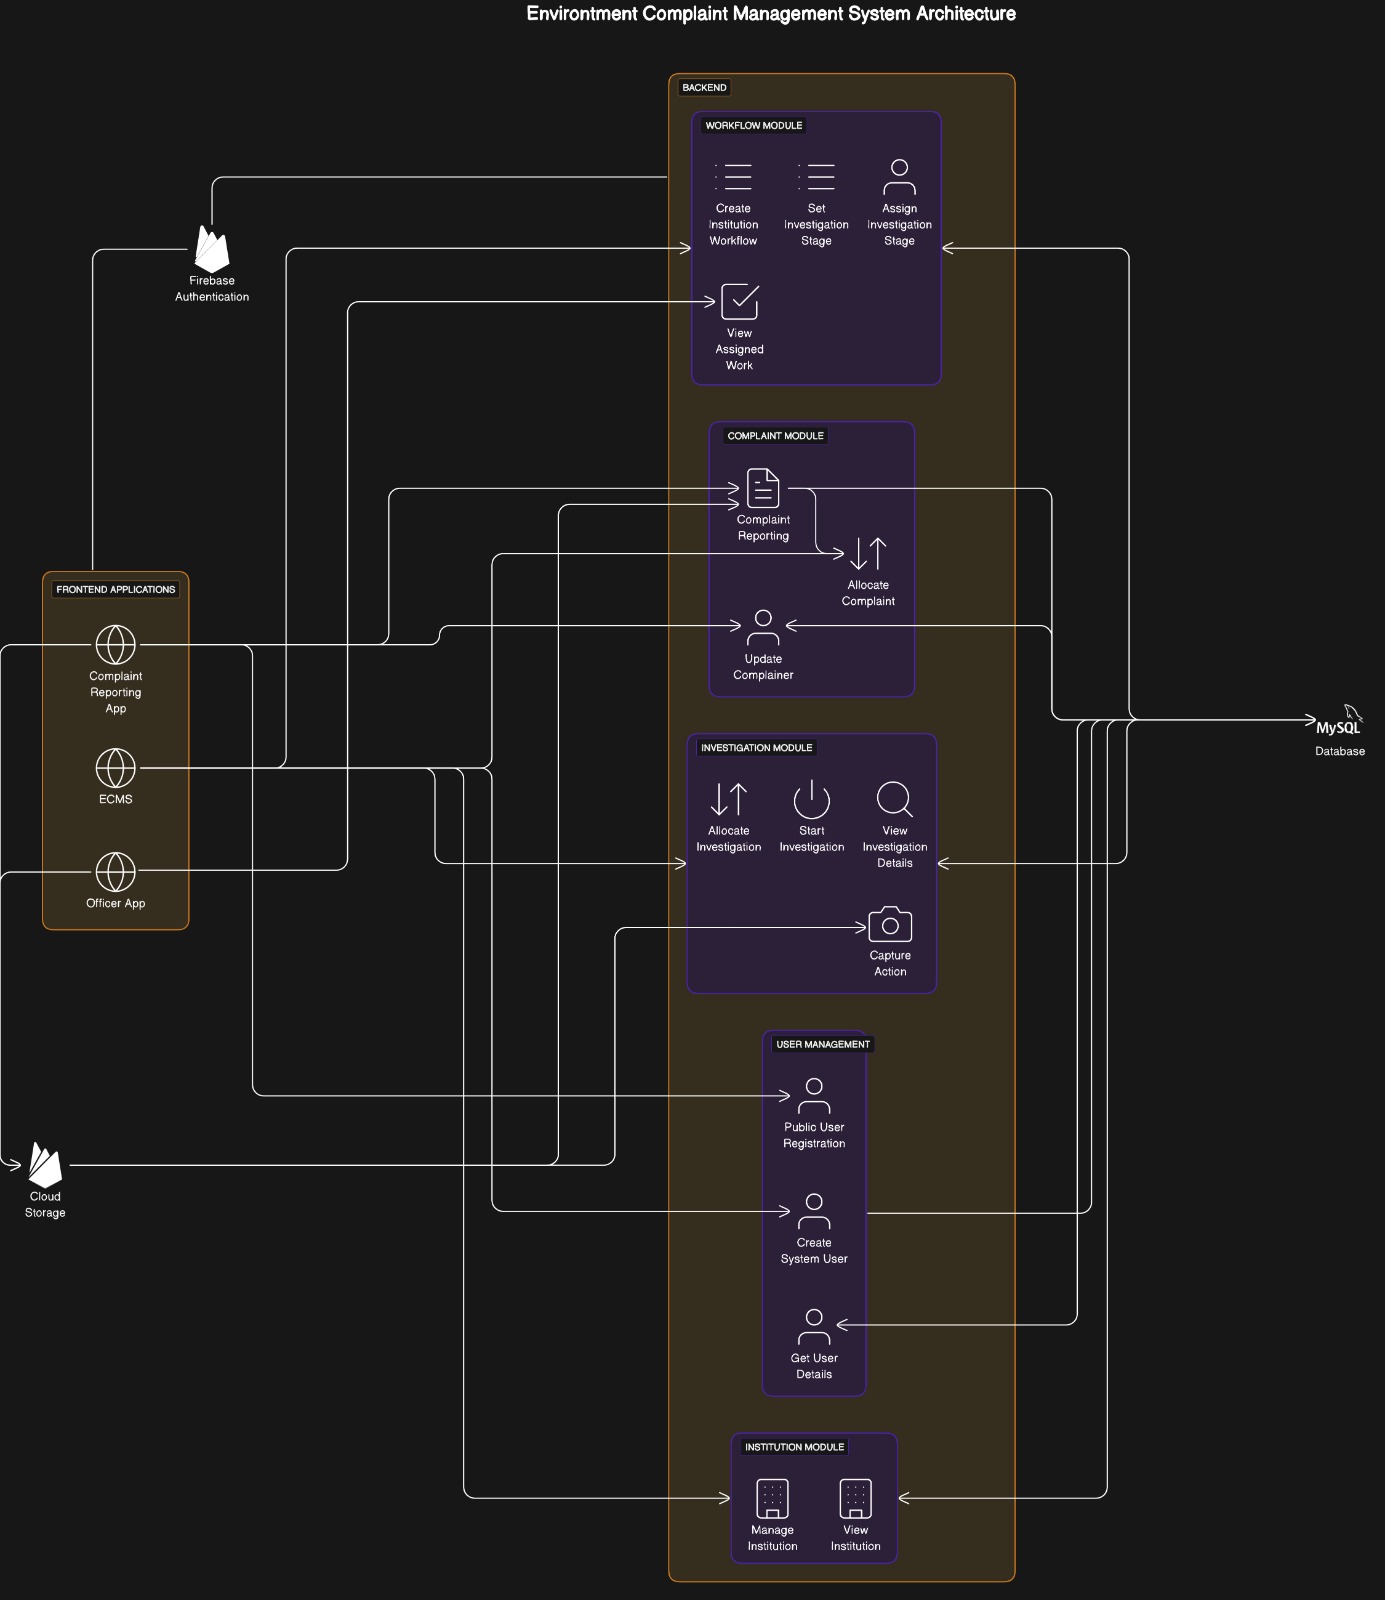 Environtment Complaint Management System Architecture
BACKEND
WORKFLOW MODULE
Create
Institution
Workflow
Set
Investigation
Stage
Assign
Investigation
Stage
View
Assigned
Work
Firebase
Authentication
COMPLAINT MODULE
Complaint
Reporting
Allocate
Complaint
Update
Complainer
FRONTEND APPLICATIONS
Complaint
Reporting
App
ECMS
Officer App
MySQL
Database
INVESTIGATION MODULE
Allocate
Investigation
Start
Investigation
View
Investigation
Details
Capture
Action
USER MANAGEMENT
Public User
Registration
Create
System User
Get User
Details
Cloud
Storage
INSTITUTION MODULE
Manage
Institution
View
Institution